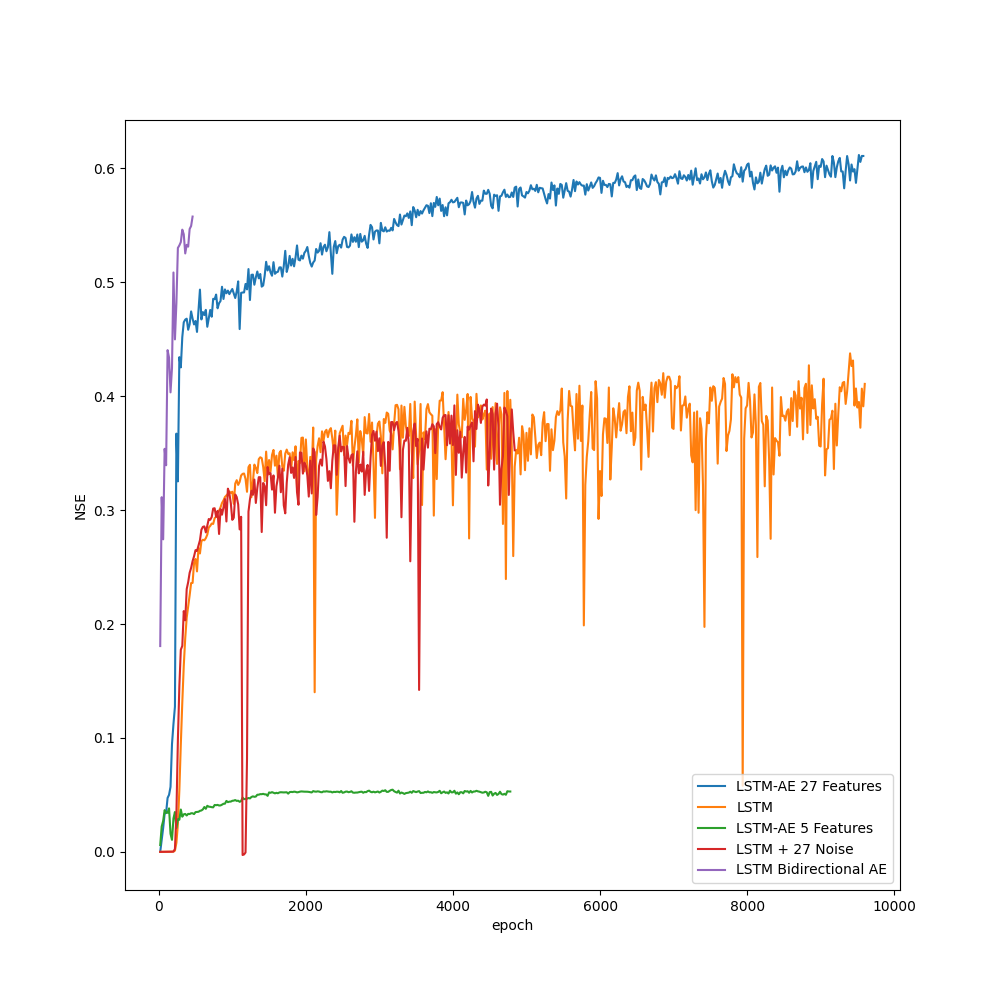 0.6
0.5
0.4
0.3
0.2
0.1
0.0
NSE
0 2000 4000 6000 8000 10000
epoch
LSTM-AE 27 Features
LSTM
LSTM-AE 5 Features
LSTM + 27 Noise
LSTM Bidirectional AE